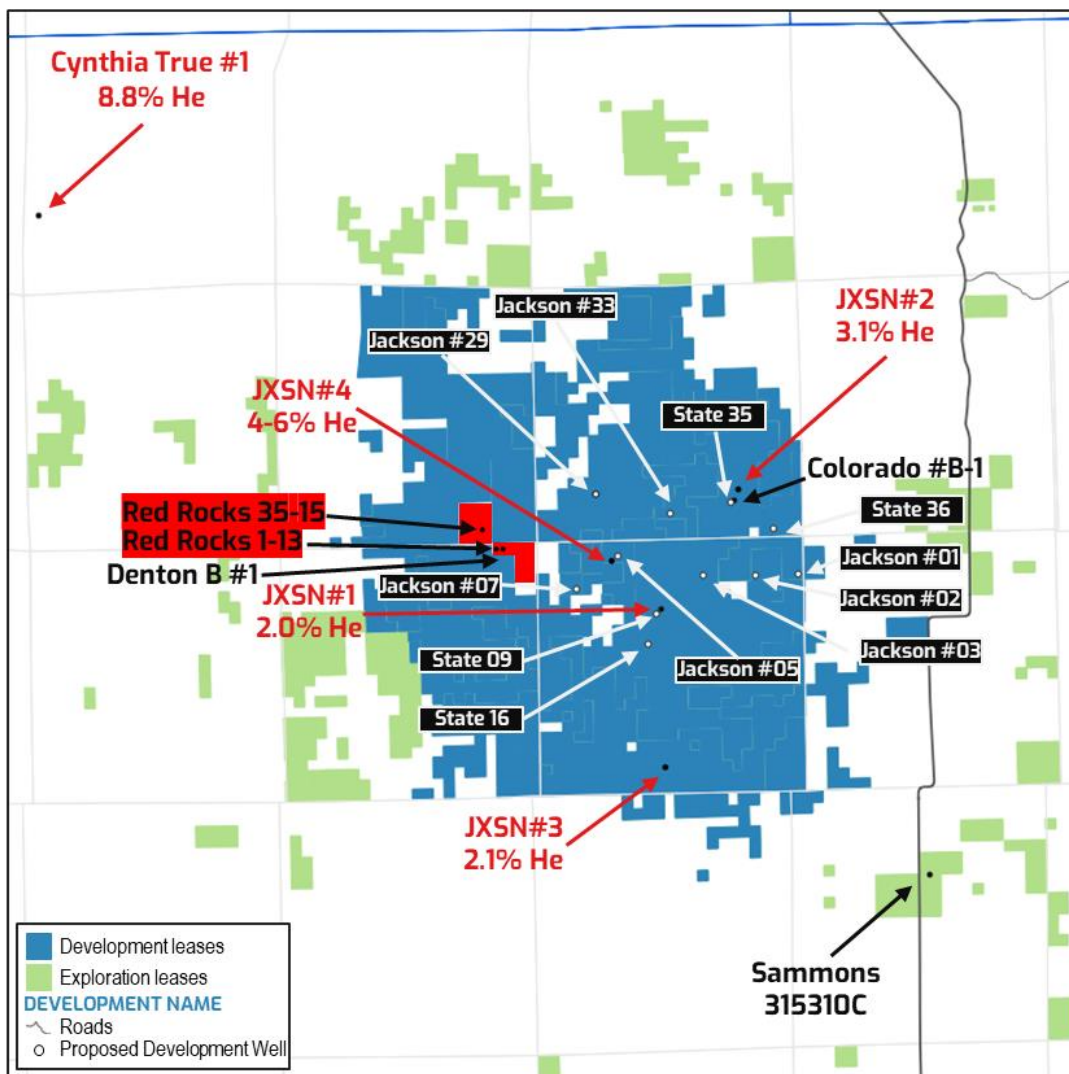 Cynthia True #1
8.8% He
Jackson #33
Jackson #29
JXSN#2
3.1% He
JXSN#4
4-6% He
State 35
Colorado #B-1
Red Rocks 35-15
State 36
Red Rocks 1-13
Denton B #1
Jackson #01
Jackson #07
JXSN#1
2.0% He
Jackson #02
State 09
Jackson #05
Jackson #03
State 16
JXSN#3
2.1% He
Sammons
315310C
Development leases
Exploration leases
DEVELOPMENT NAME
Roads
Proposed Development Well